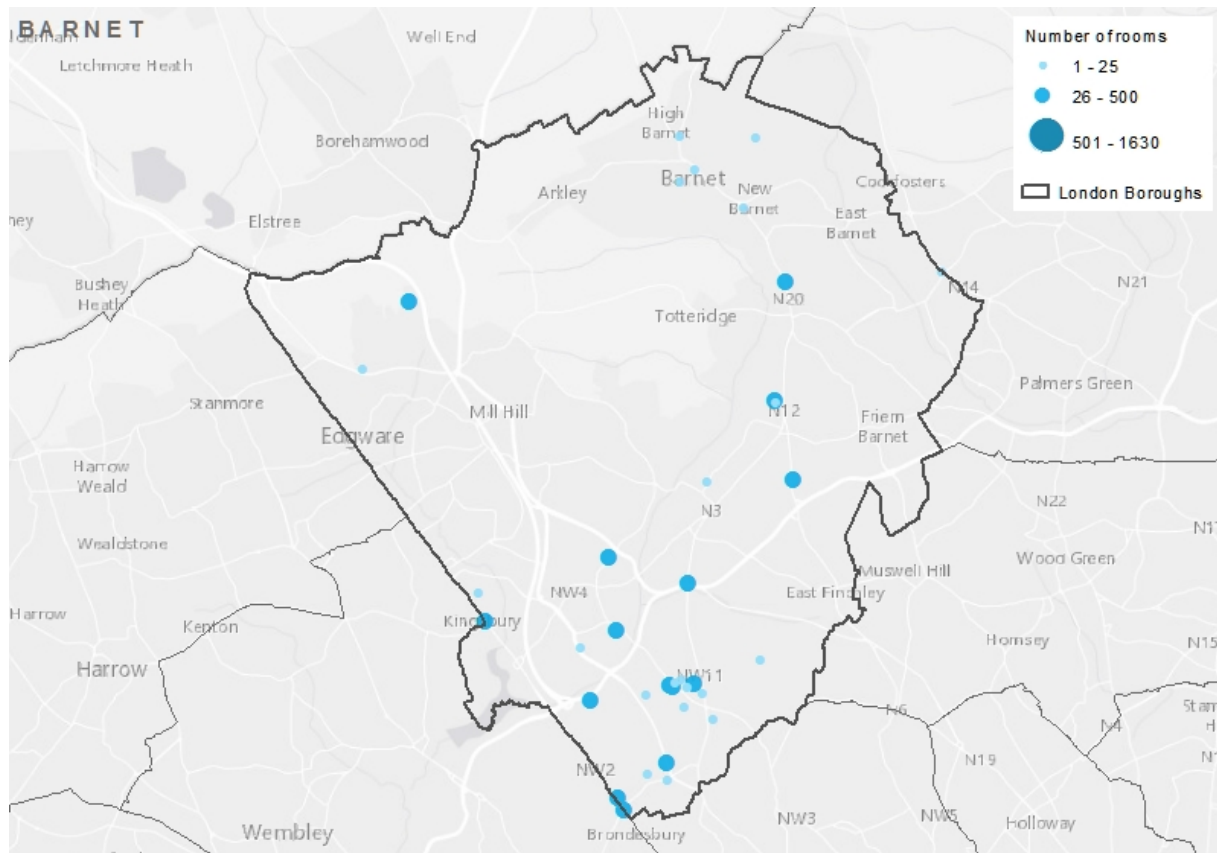 BARNET
Well End
Letchmore Heath
Borehamwood
Elstree
Bushey
Heath
High
Barnet
Arkley
Barnet
New
Barnet
Cockfosters
East
Barnet
N14
N21
N20
Totteridge
Palmers Green
Stanmore
Mill Hill
N12
Friern
Barnet
Edgware
Harrow
Weald
N3
N22
Wealdstone
Wood Green
Muswell Hill
NW4
East Finchley
Harrow
Kenton
Kingsbury
Hornsey
N15
Harrow
NW11
N6
N4
NW2
N19
Wembley
Brondesbury
NW3
NW5
Holloway
Number of rooms
1 - 25
26 - 500
501 - 1630
London Boroughs